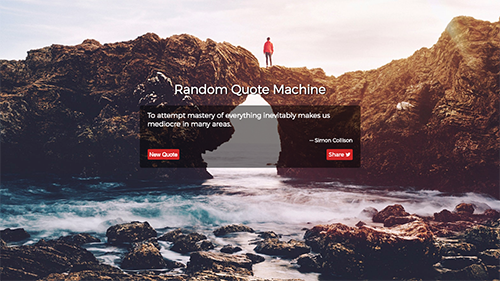 Random Quote Machine
To attempt mastery of everything inevitably makes us
mediocre in many areas.
— Simon Collison
New Quote
Share